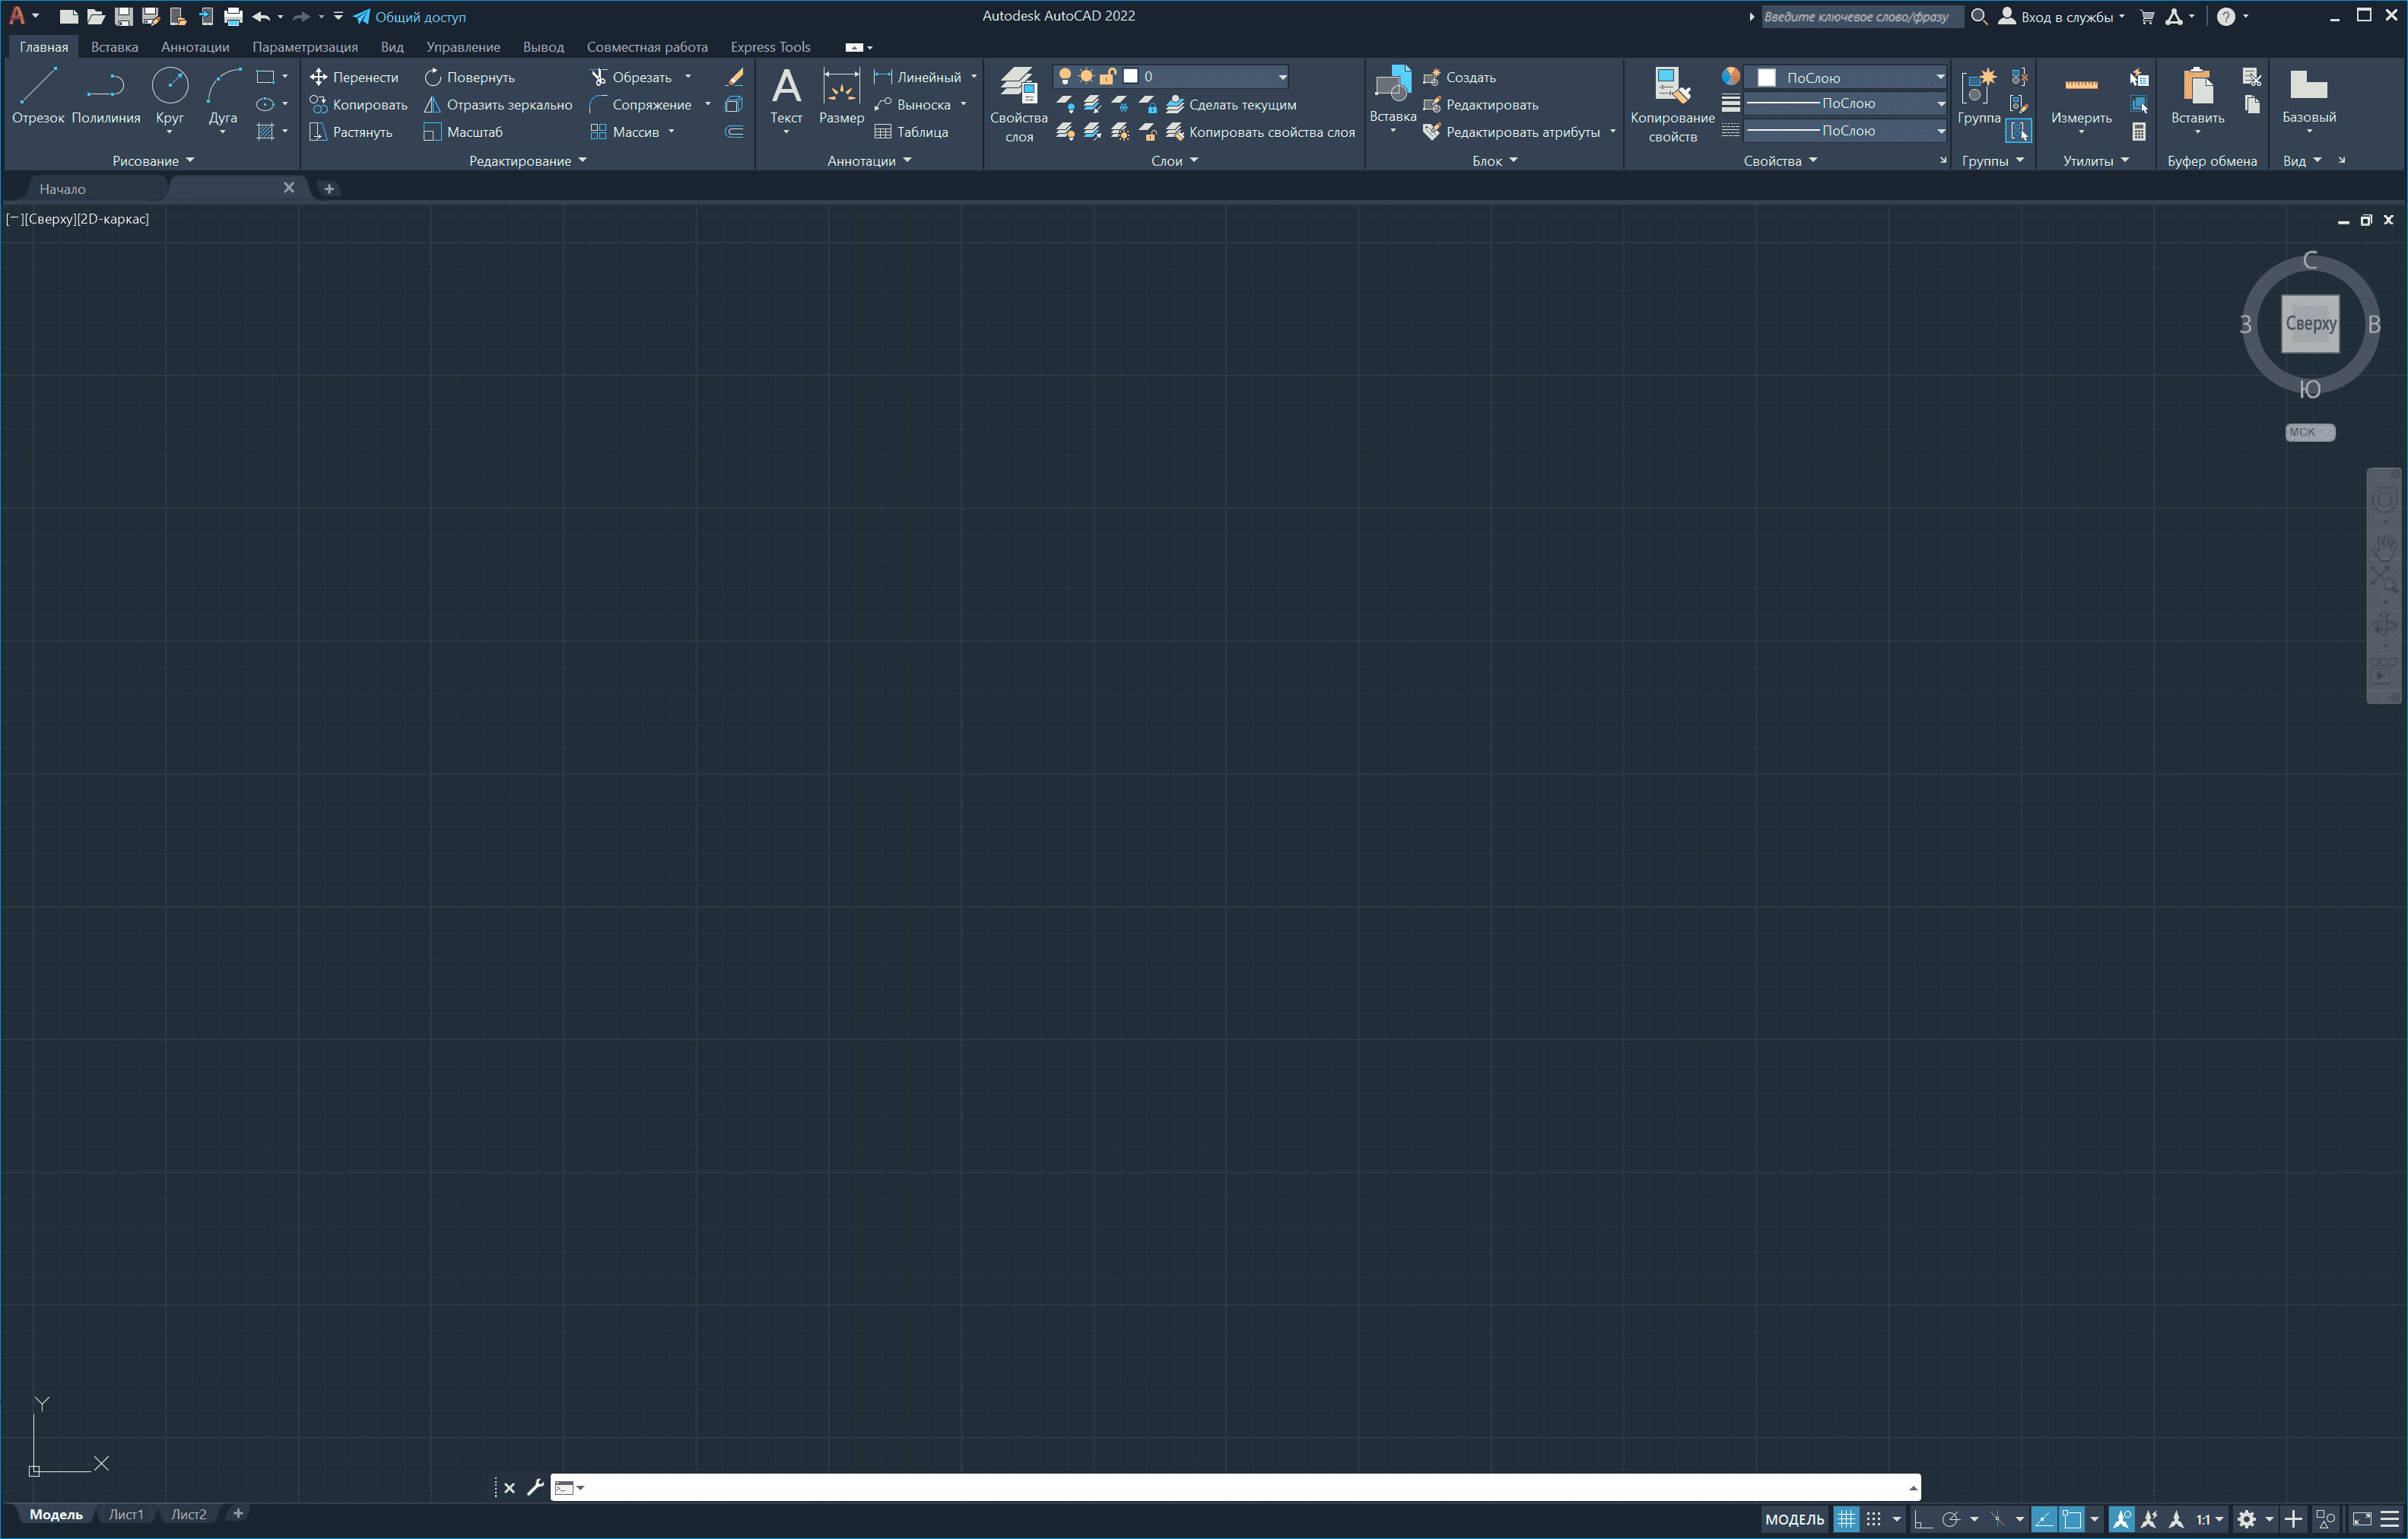 Общий доступ
Autodesk AutoCAD 2022
Введите ключевое слово/фразу
Вход в службы
Главная Вставка Аннотации Параметризация Вид Управление Вывод Совместная работа Express Tools
Отрезок Полилиния Круг Дуга
Рисование
Перенести Повернуть Обрезать
Копировать Отразить зеркально Сопряжение
Растянуть Масштаб Массив
Редактирование
Текст Размер
Линейный
Выноска
Таблица
Аннотации
Свойства
слоя
0
Сделать текущим
Копировать свойства слоя
Слои
Вставка
Создать
Редактировать
Редактировать атрибуты
Блок
Копирование
свойств
ПоСлою
ПоСлою
ПоСлою
Свойства
Группа
Группы
Измерить
Утилиты
Вставить
Буфер обмена
Базовый
Вид
Начало
[−][Сверху][2D-каркас]
С
З Сверху В
Ю
МСК
Y
X
Модель Лист1 Лист2
МОДЕЛЬ
1:1